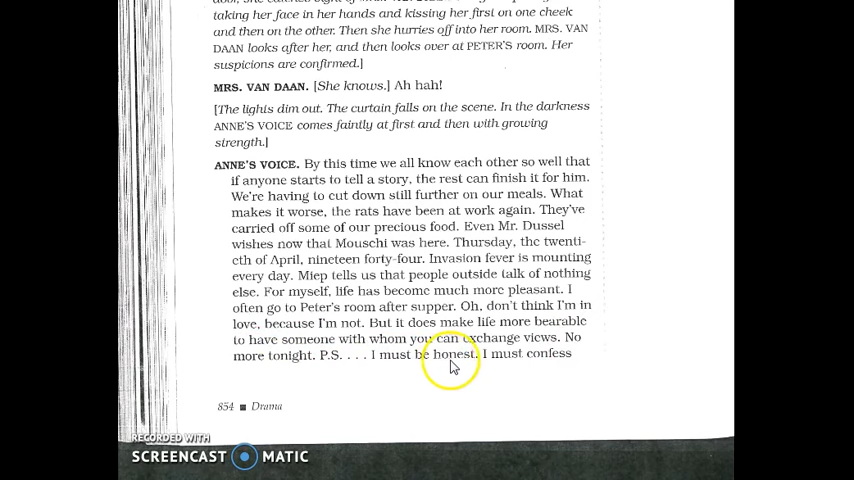 taking her face in her hands and kissing her first on one cheek
and then on the other. Then she hurries off into her room. MRS. VAN
DAAN looks after her, and then looks over at PETER'S room. Her
suspicions are confirmed.]
MRS. VAN DAAN. [She knows.] Ah hah!
[The lights dim out. The curtain falls on the scene. In the darkness
ANNE'S VOICE comes faintly at first and then with growing
strength.]
ANNE'S VOICE. By this time we all know each other so well that
if anyone starts to tell a story, the rest can finish it for him.
We're having to cut down still further on our meals. What
makes it worse, the rats have been at work again. They've
carried off some of our precious food. Even Mr. Dussel
wishes now that Mouschi was here. Thursday, the twenti-
eth of April, nineteen forty-four. Invasion fever is mounting
every day. Miep tells us that people outside talk of nothing
else. For myself, life has become much more pleasant. I
often go to Peter's room after supper. Oh, don't think I'm in
love, because I'm not. But it does make life more bearable
to have someone with whom you can exchange views. No
more tonight. P.S. . . . I must be honest. I must confess
854 ■ Drama
RECORDED WITH
SCREENCAST MATIC